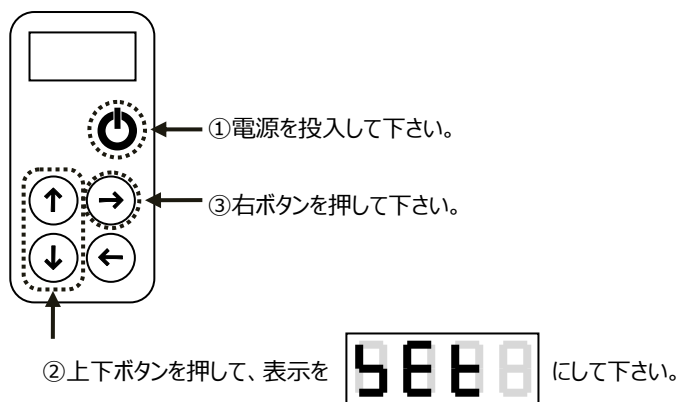 ①電源を投入して下さい。
③右ボタンを押して下さい。
②上下ボタンを押して、表示を SEt にして下さい。